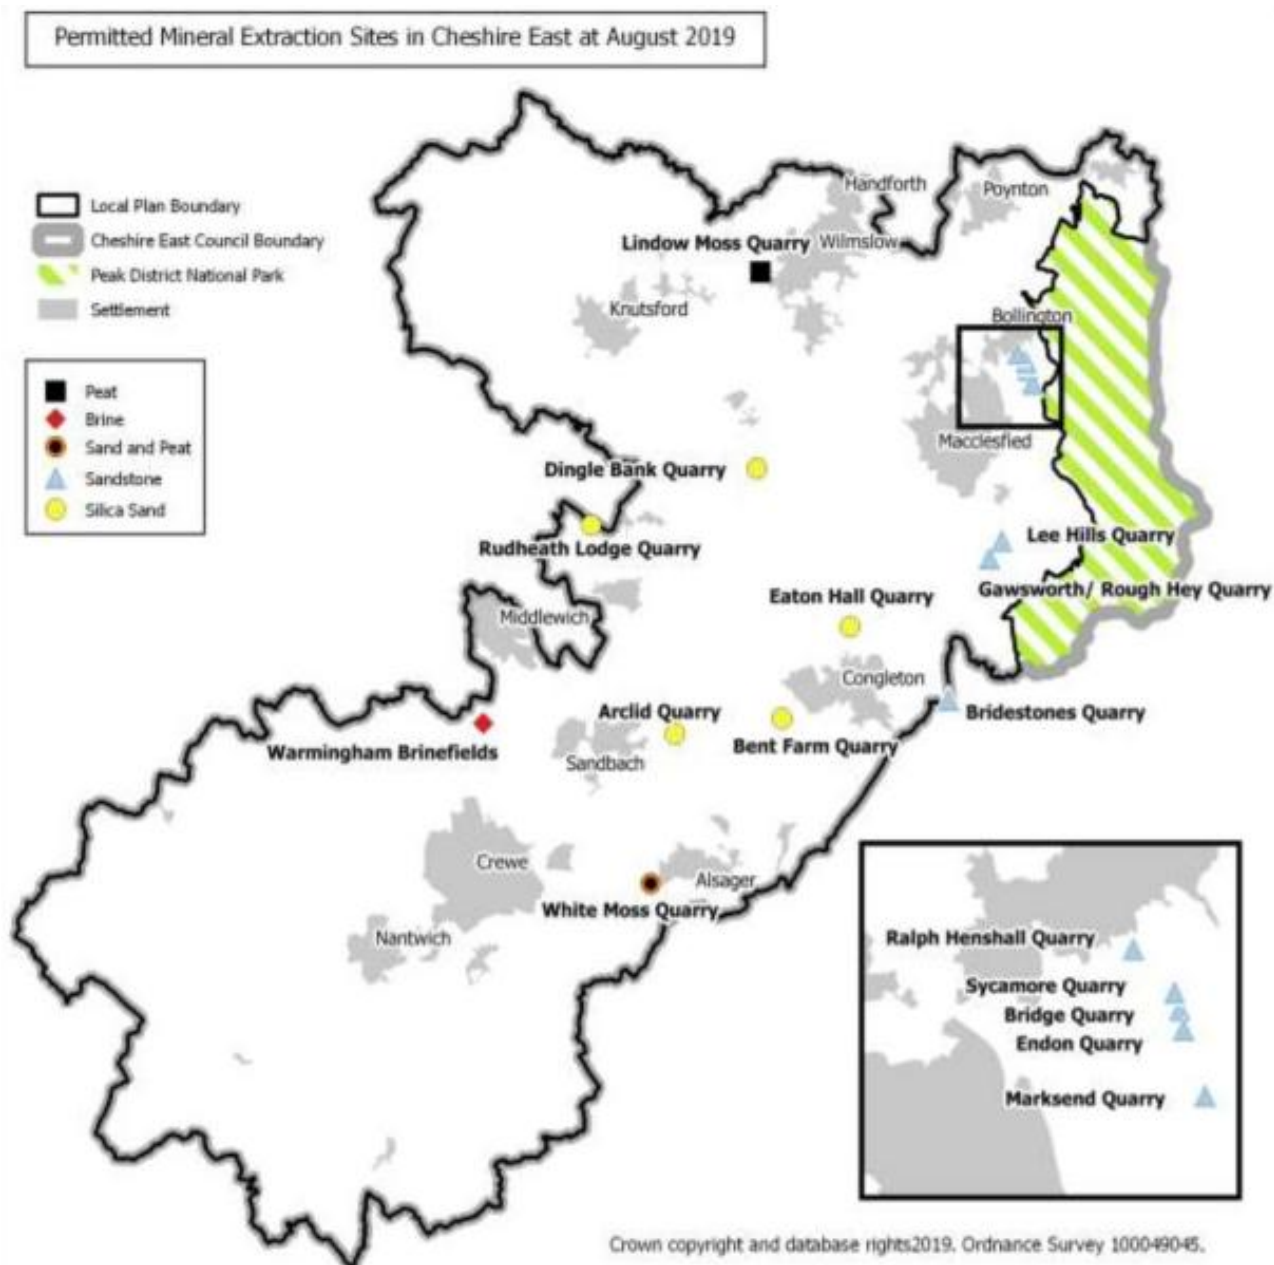 Permitted Mineral Extraction Sites in Cheshire East at August 2019
Local Plan Boundary
Cheshire East Council Boundary
Peak District National Park
Settlement
Peat
Brine
Sand and Peat
Sandstone
Silica Sand
Handforth
Poynton
Lindow Moss Quarry
Wilmslow
Knutsford
Bollington
Macclesfied
Dingle Bank Quarry
Rudheath Lodge Quarry
Lee Hills Quarry
Gawsworth/ Rough Hey Quarry
Eaton Hall Quarry
Middlewich
Congleton
Arclid Quarry
Bridestones Quarry
Bent Farm Quarry
Warmingham Brinefields
Sandbach
Crewe
Alsager
White Moss Quarry
Nantwich
Ralph Henshall Quarry
Sycamore Quarry
Bridge Quarry
Endon Quarry
Marksend Quarry
Crown copyright and database rights2019. Ordnance Survey 100049045.